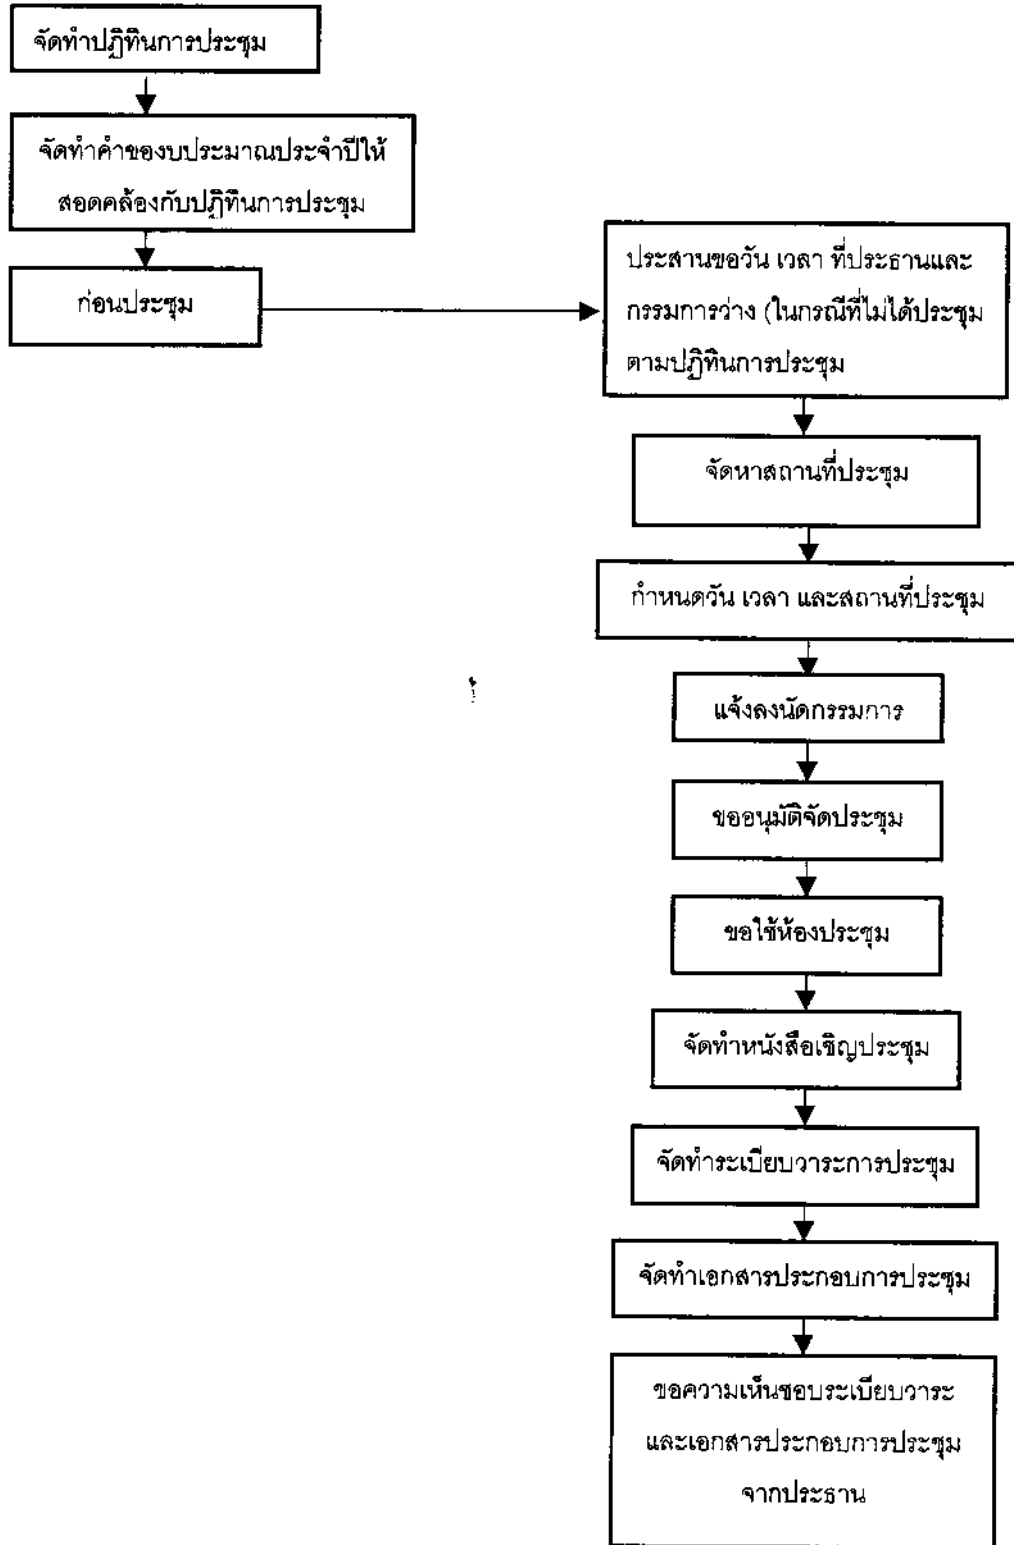 จัดทำปฏิทินการประชุม
จัดทำคำของบประมาณประจำปีให้
สอดคล้องกับปฏิทินการประชุม
ก่อนประชุม
ประสานขอวัน เวลา ที่ประธานและ
กรรมการว่าง (ในกรณีที่ไม่ได้ประชุม
ตามปฏิทินการประชุม
จัดหาสถานที่ประชุม
กำหนดวัน เวลา และสถานที่ประชุม
แจ้งลงนัดกรรมการ
ขออนุมัติจัดประชุม
ขอใช้ห้องประชุม
จัดทำหนังสือเชิญประชุม
จัดทำระเบียบวาระการประชุม
จัดทำเอกสารประกอบการประชุม
ขอความเห็นชอบระเบียบวาระ
และเอกสารประกอบการประชุม
จากประธาน